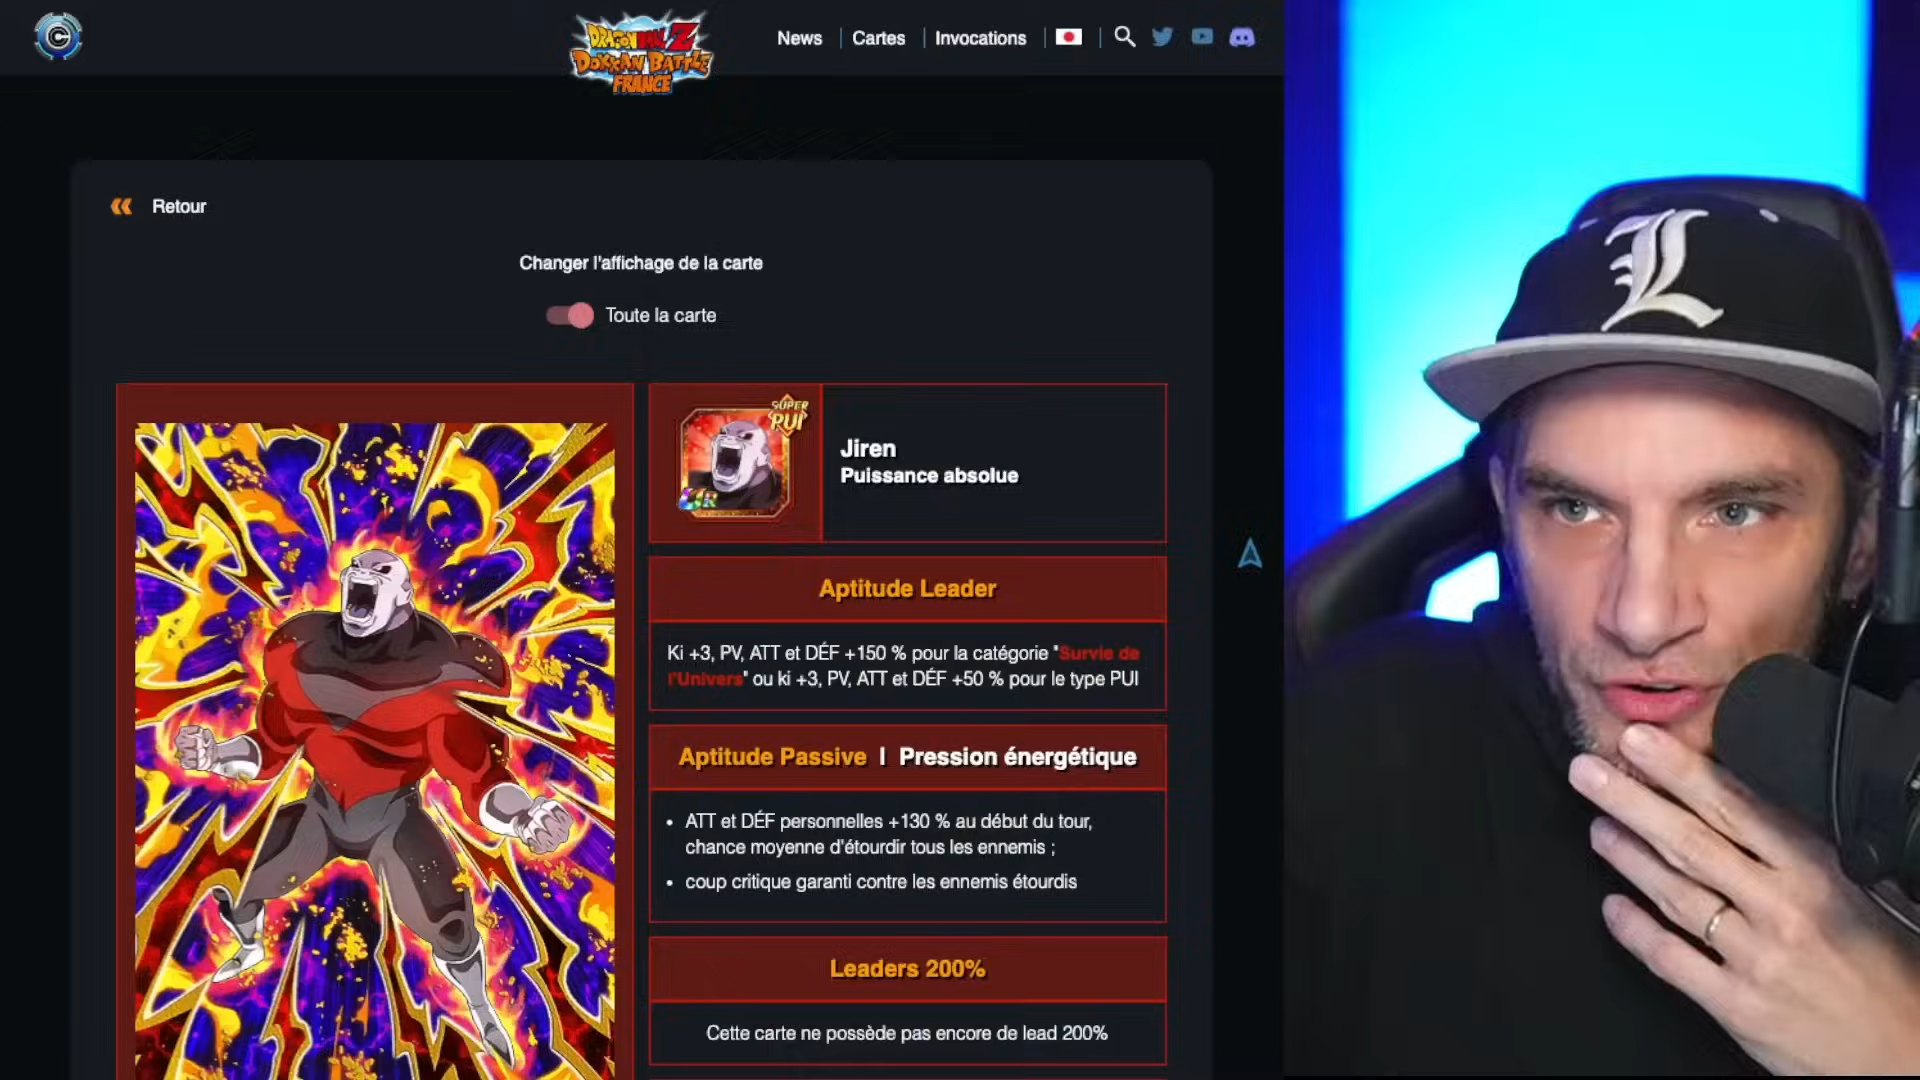 DRAGON BALL Z
DOKKAN BATTLE
FRANCE
News
Cartes
Invocations
Retour
Changer l'affichage de la carte
Toute la carte
SUPER
PUI
Jiren
Puissance absolue
Aptitude Leader
Ki +3, PV, ATT et DÉF +150 % pour la catégorie "Survie de
l'Univers" ou ki +3, PV, ATT et DÉF +50 % pour le type PUI
Aptitude Passive | Pression énergétique
• ATT et DÉF personnelles +130 % au début du tour,
chance moyenne d'étourdir tous les ennemis ;
• coup critique garanti contre les ennemis étourdis
Leaders 200%
Cette carte ne possède pas encore de lead 200%
L